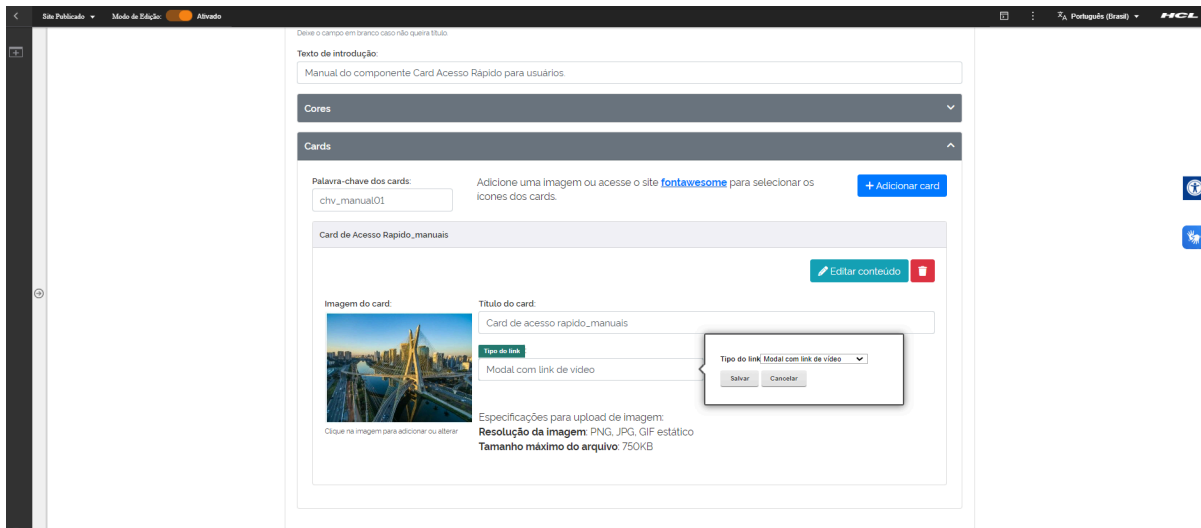 Site Publicado
Modo de Edição:
Ativado
Português (Brasil)
HCL
Deixe o campo em branco caso não queira título.
Texto de introdução:
Manual do componente Card Acesso Rápido para usuários.
Cores
Cards
Palavra-chave dos cards:
chv_manual01
Adicione uma imagem ou acesse o site fontawesome para selecionar os
ícones dos cards.
+ Adicionar card
Card de Acesso Rapido_manuais
Editar conteúdo
Imagem do card:
Clique na imagem para adicionar ou alterar
Título do card:
Card de acesso rapido_manuais
Tipo do link
Modal com link de video
Tipo do link Modal com link de vídeo
Salvar
Cancelar
Especificações para upload de imagem:
Resolução da imagem: PNG, JPG, GIF estático
Tamanho máximo do arquivo: 750KB